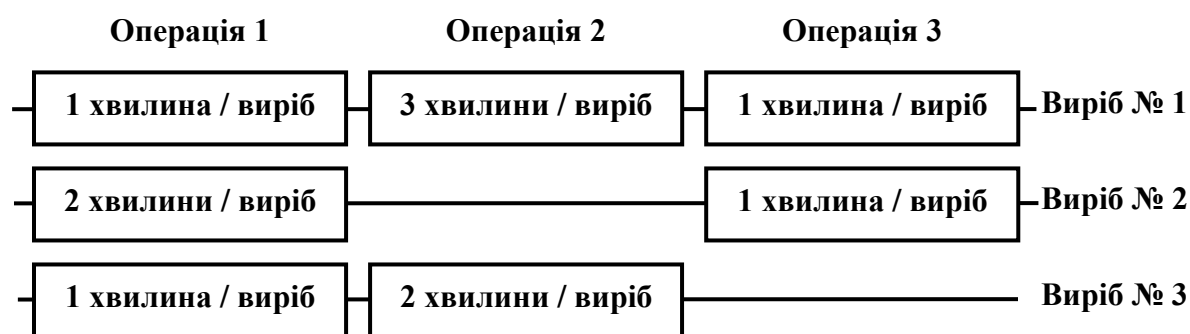 Операція 1 Операція 2 Операція 3
1 хвилина / виріб 3 хвилини / виріб 1 хвилина / виріб Виріб № 1
2 хвилини / виріб 1 хвилина / виріб Виріб № 2
1 хвилина / виріб 2 хвилини / виріб Виріб № 3